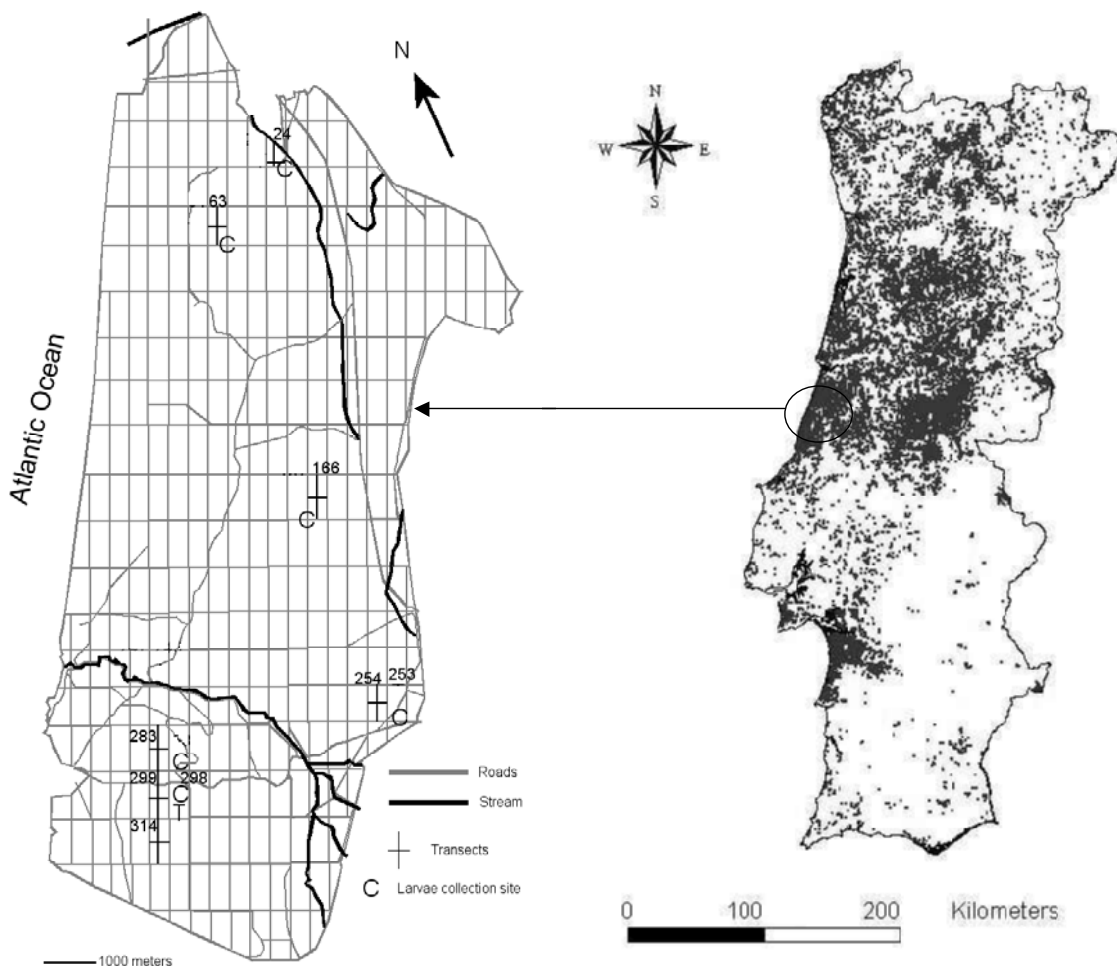 N
24
63
C
C
Atlantic Ocean
166
C
254 253
C
283
C
299 298
C
314
Roads
Stream
Transects
C Larvae collection site
1000 meters
N
W E
S
0 100 200 Kilometers